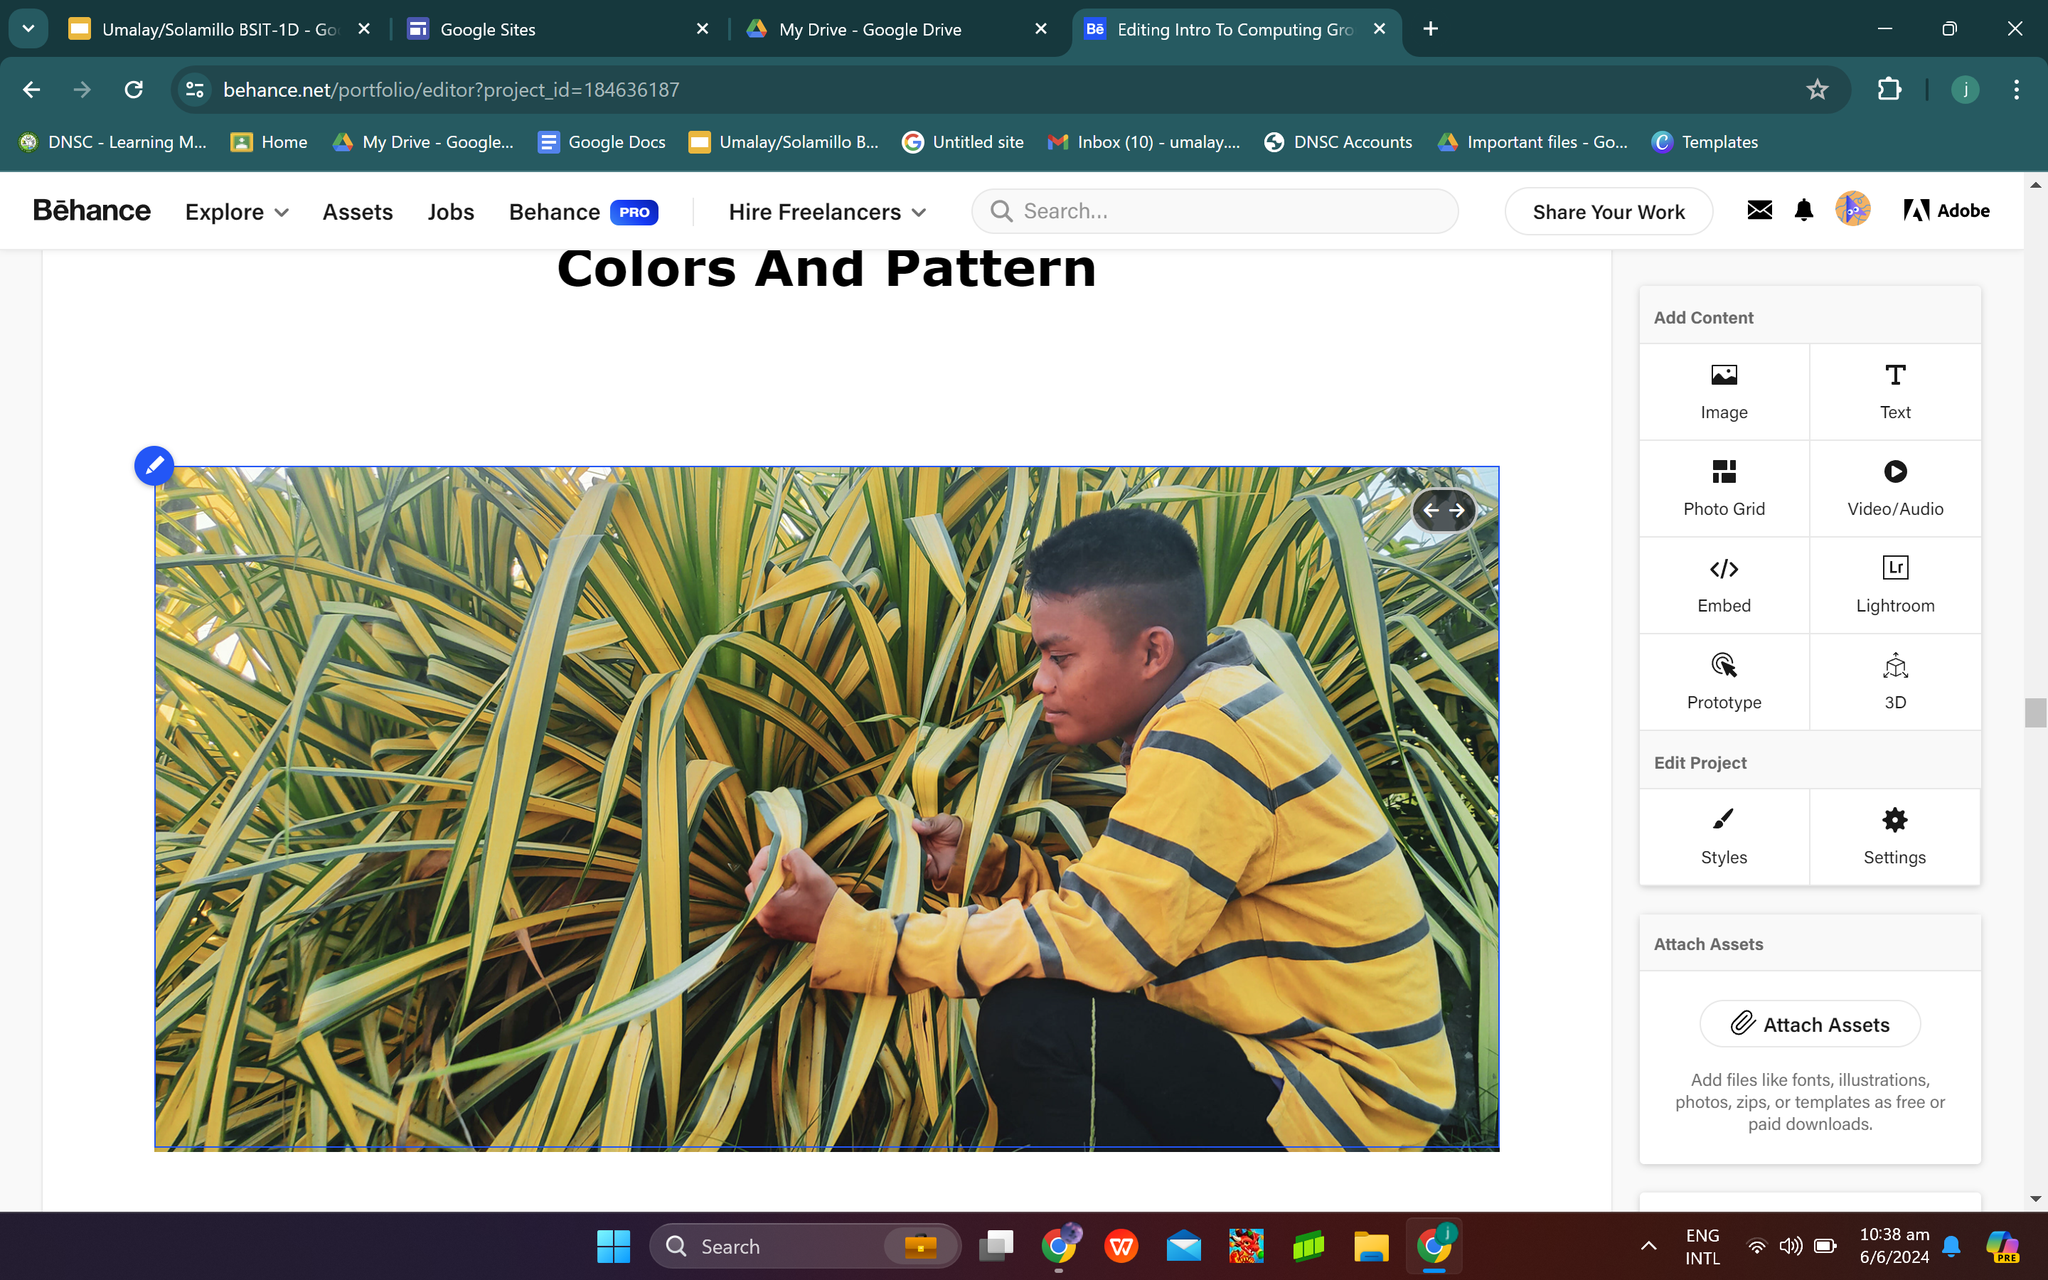 Umalay/Solamillo BSIT-1D - Go
Google Sites
My Drive - Google Drive
Bē
Editing Intro To Computing Gro
behance.net/portfolio/editor?project_id=184636187
j
DNSC - Learning M...
Home
My Drive - Google...
Google Docs
Umalay/Solamillo B...
Untitled site
Inbox (10) - umalay....
DNSC Accounts
Important files - Go...
Templates
Bēhance
Explore
Assets
Jobs
Behance PRO
Hire Freelancers
Search...
Share Your Work
Adobe
Colors And Pattern
Add Content
Image
Text
Photo Grid
Video/Audio
Embed
Lr
Lightroom
Prototype
3D
Edit Project
Styles
Settings
Attach Assets
Attach Assets
Add files like fonts, illustrations,
photos, zips, or templates as free or
paid downloads.
Search
W
j
ENG
INTL
10:38 am
6/6/2024
PRE